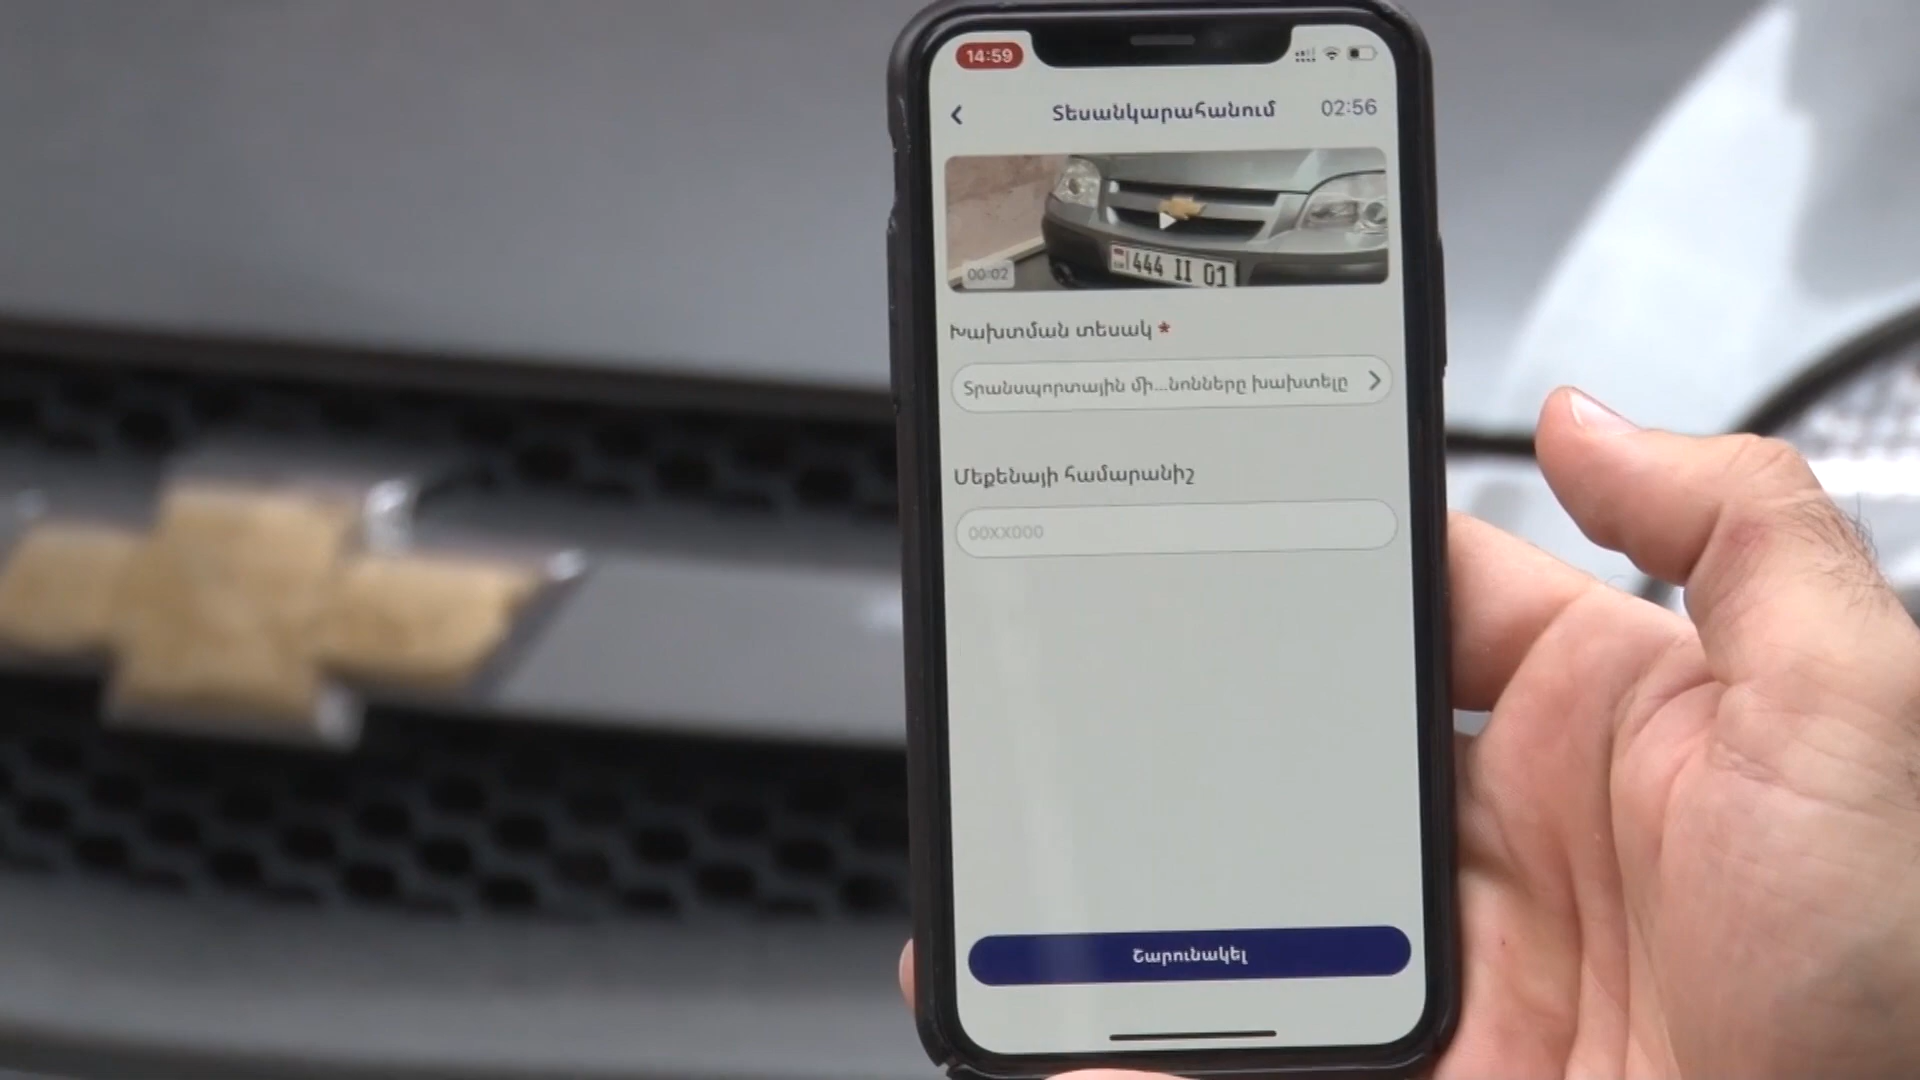 14:59
Տեսանկարահանում 02:56
444 II 01
00:02
Խախտման տեսակ *
Տրանսպորտային մի...նոնները խախտելը
Մեքենայի համարանիշ
00XX000
Շարունակել